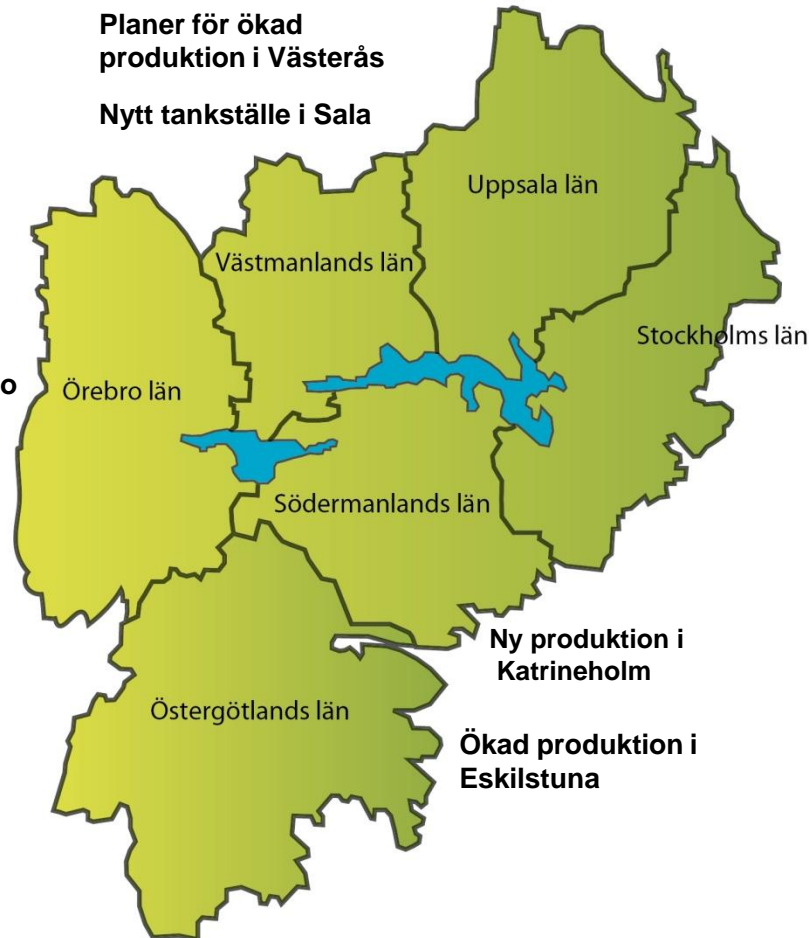 Planer för ökad
produktion i Västerås
Nytt tankställe i Sala
Uppsala län
Västmanlands län
Stockholms län
o
Örebro län
Södermanlands län
Ny produktion i
Katrineholm
Östergötlands län
Ökad produktion i
Eskilstuna